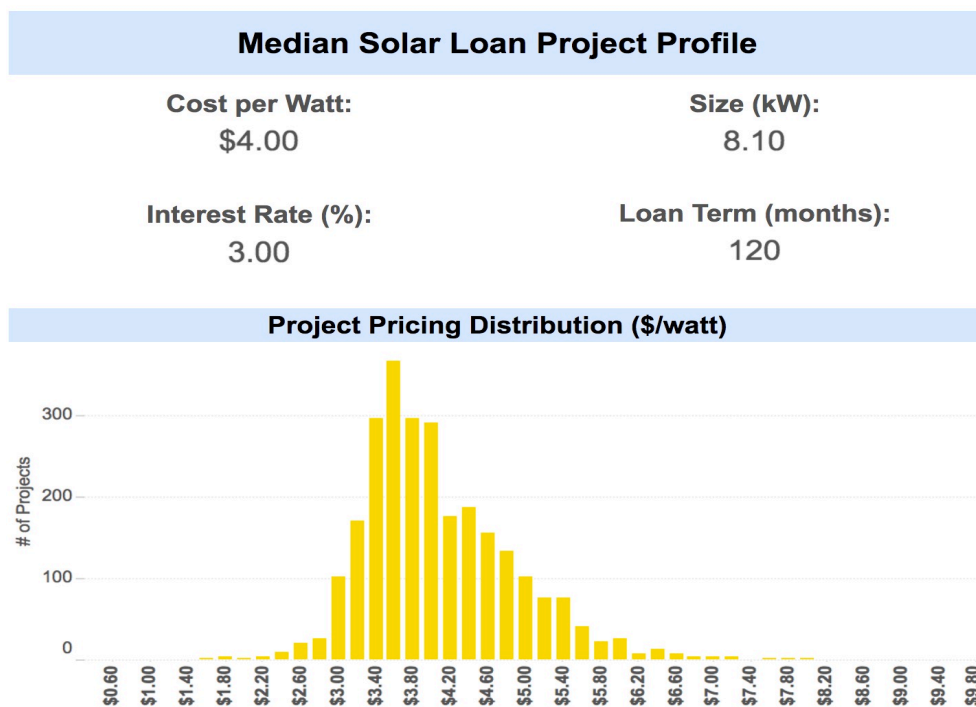 Median Solar Loan Project Profile
Cost per Watt: Size (kW):
$4.00 8.10
Interest Rate (%): Loan Term (months):
3.00 120
Project Pricing Distribution ($/watt)
300
200
100
0
# of Projects
$0.60 $1.00 $1.40 $1.80 $2.20 $2.60 $3.00 $3.40 $3.80 $4.20 $4.60 $5.00 $5.40 $5.80 $6.20 $6.60 $7.00 $7.40 $7.80 $8.20 $8.60 $9.00 $9.40 $9.80